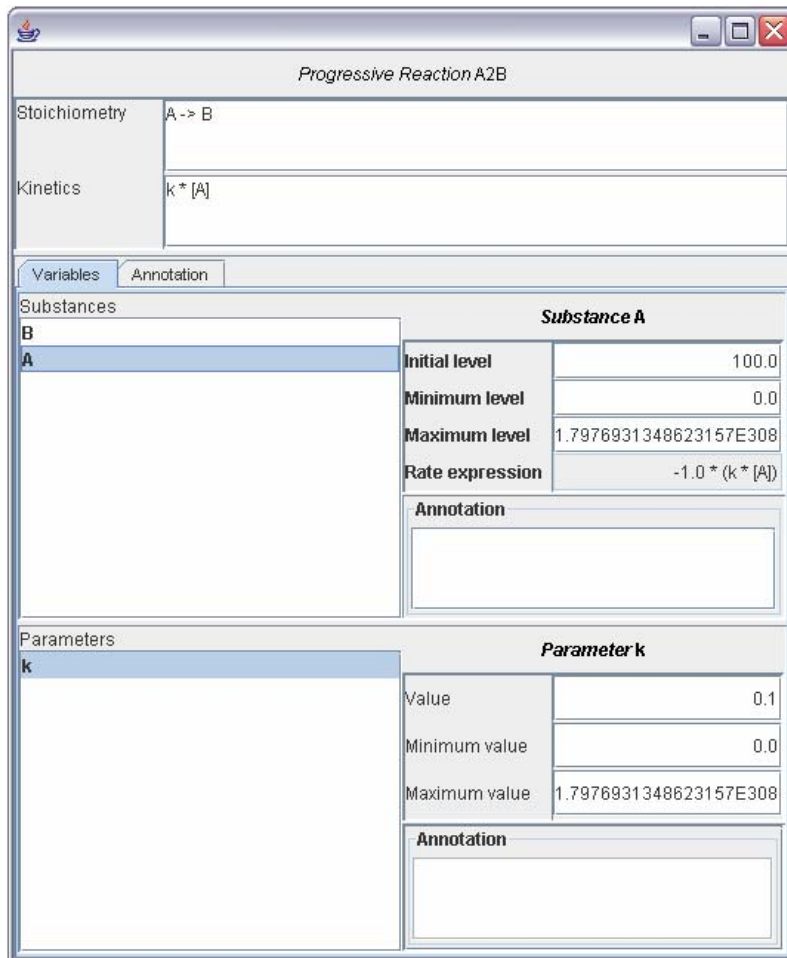 Progressive Reaction A2B
Stoichiometry A -> B
Kinetics k * [A]
Variables Annotation
Substances
B
A
Substance A
Initial level 100.0
Minimum level 0.0
Maximum level 1.7976931348623157E308
Rate expression -1.0 * (k * [A])
Annotation
Parameters
k
Parameter k
Value 0.1
Minimum value 0.0
Maximum value 1.7976931348623157E308
Annotation